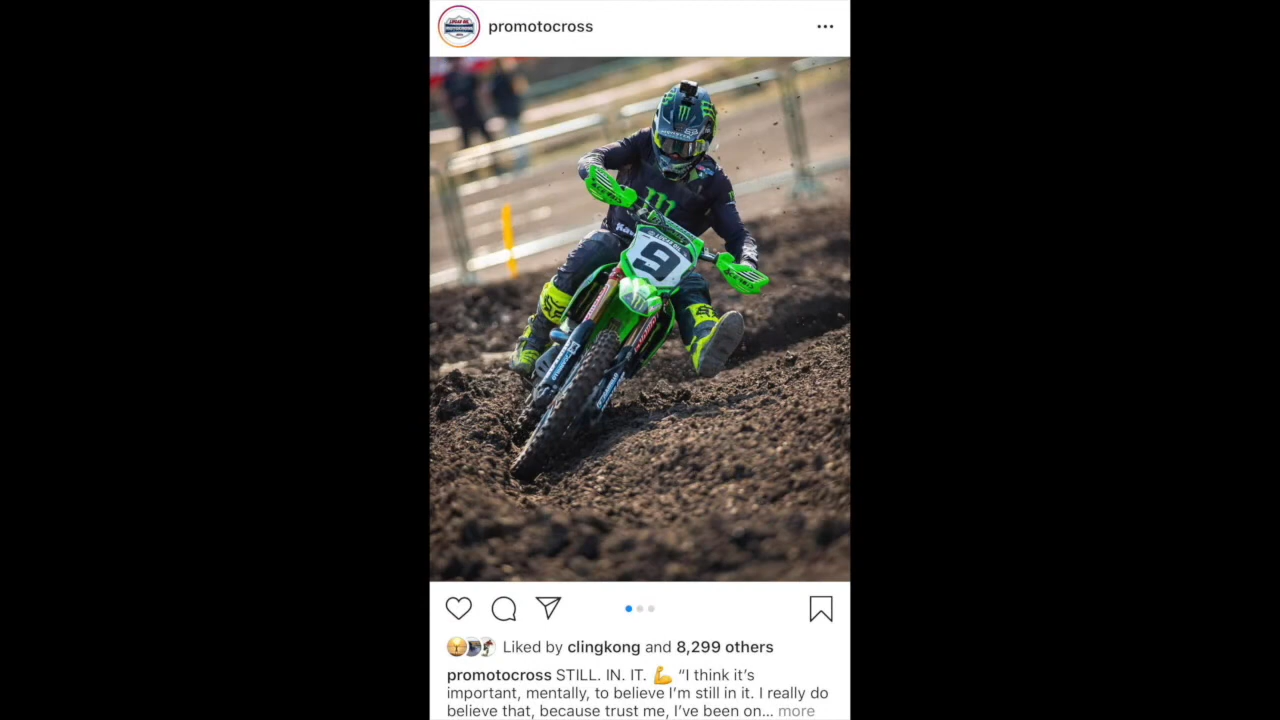 promotocross
9
Liked by clingkong and 8,299 others
promotocross STILL. IN. IT. 💪 “I think it’s
important, mentally, to believe I’m still in it. I really do
believe that, because trust me, I’ve been on... more